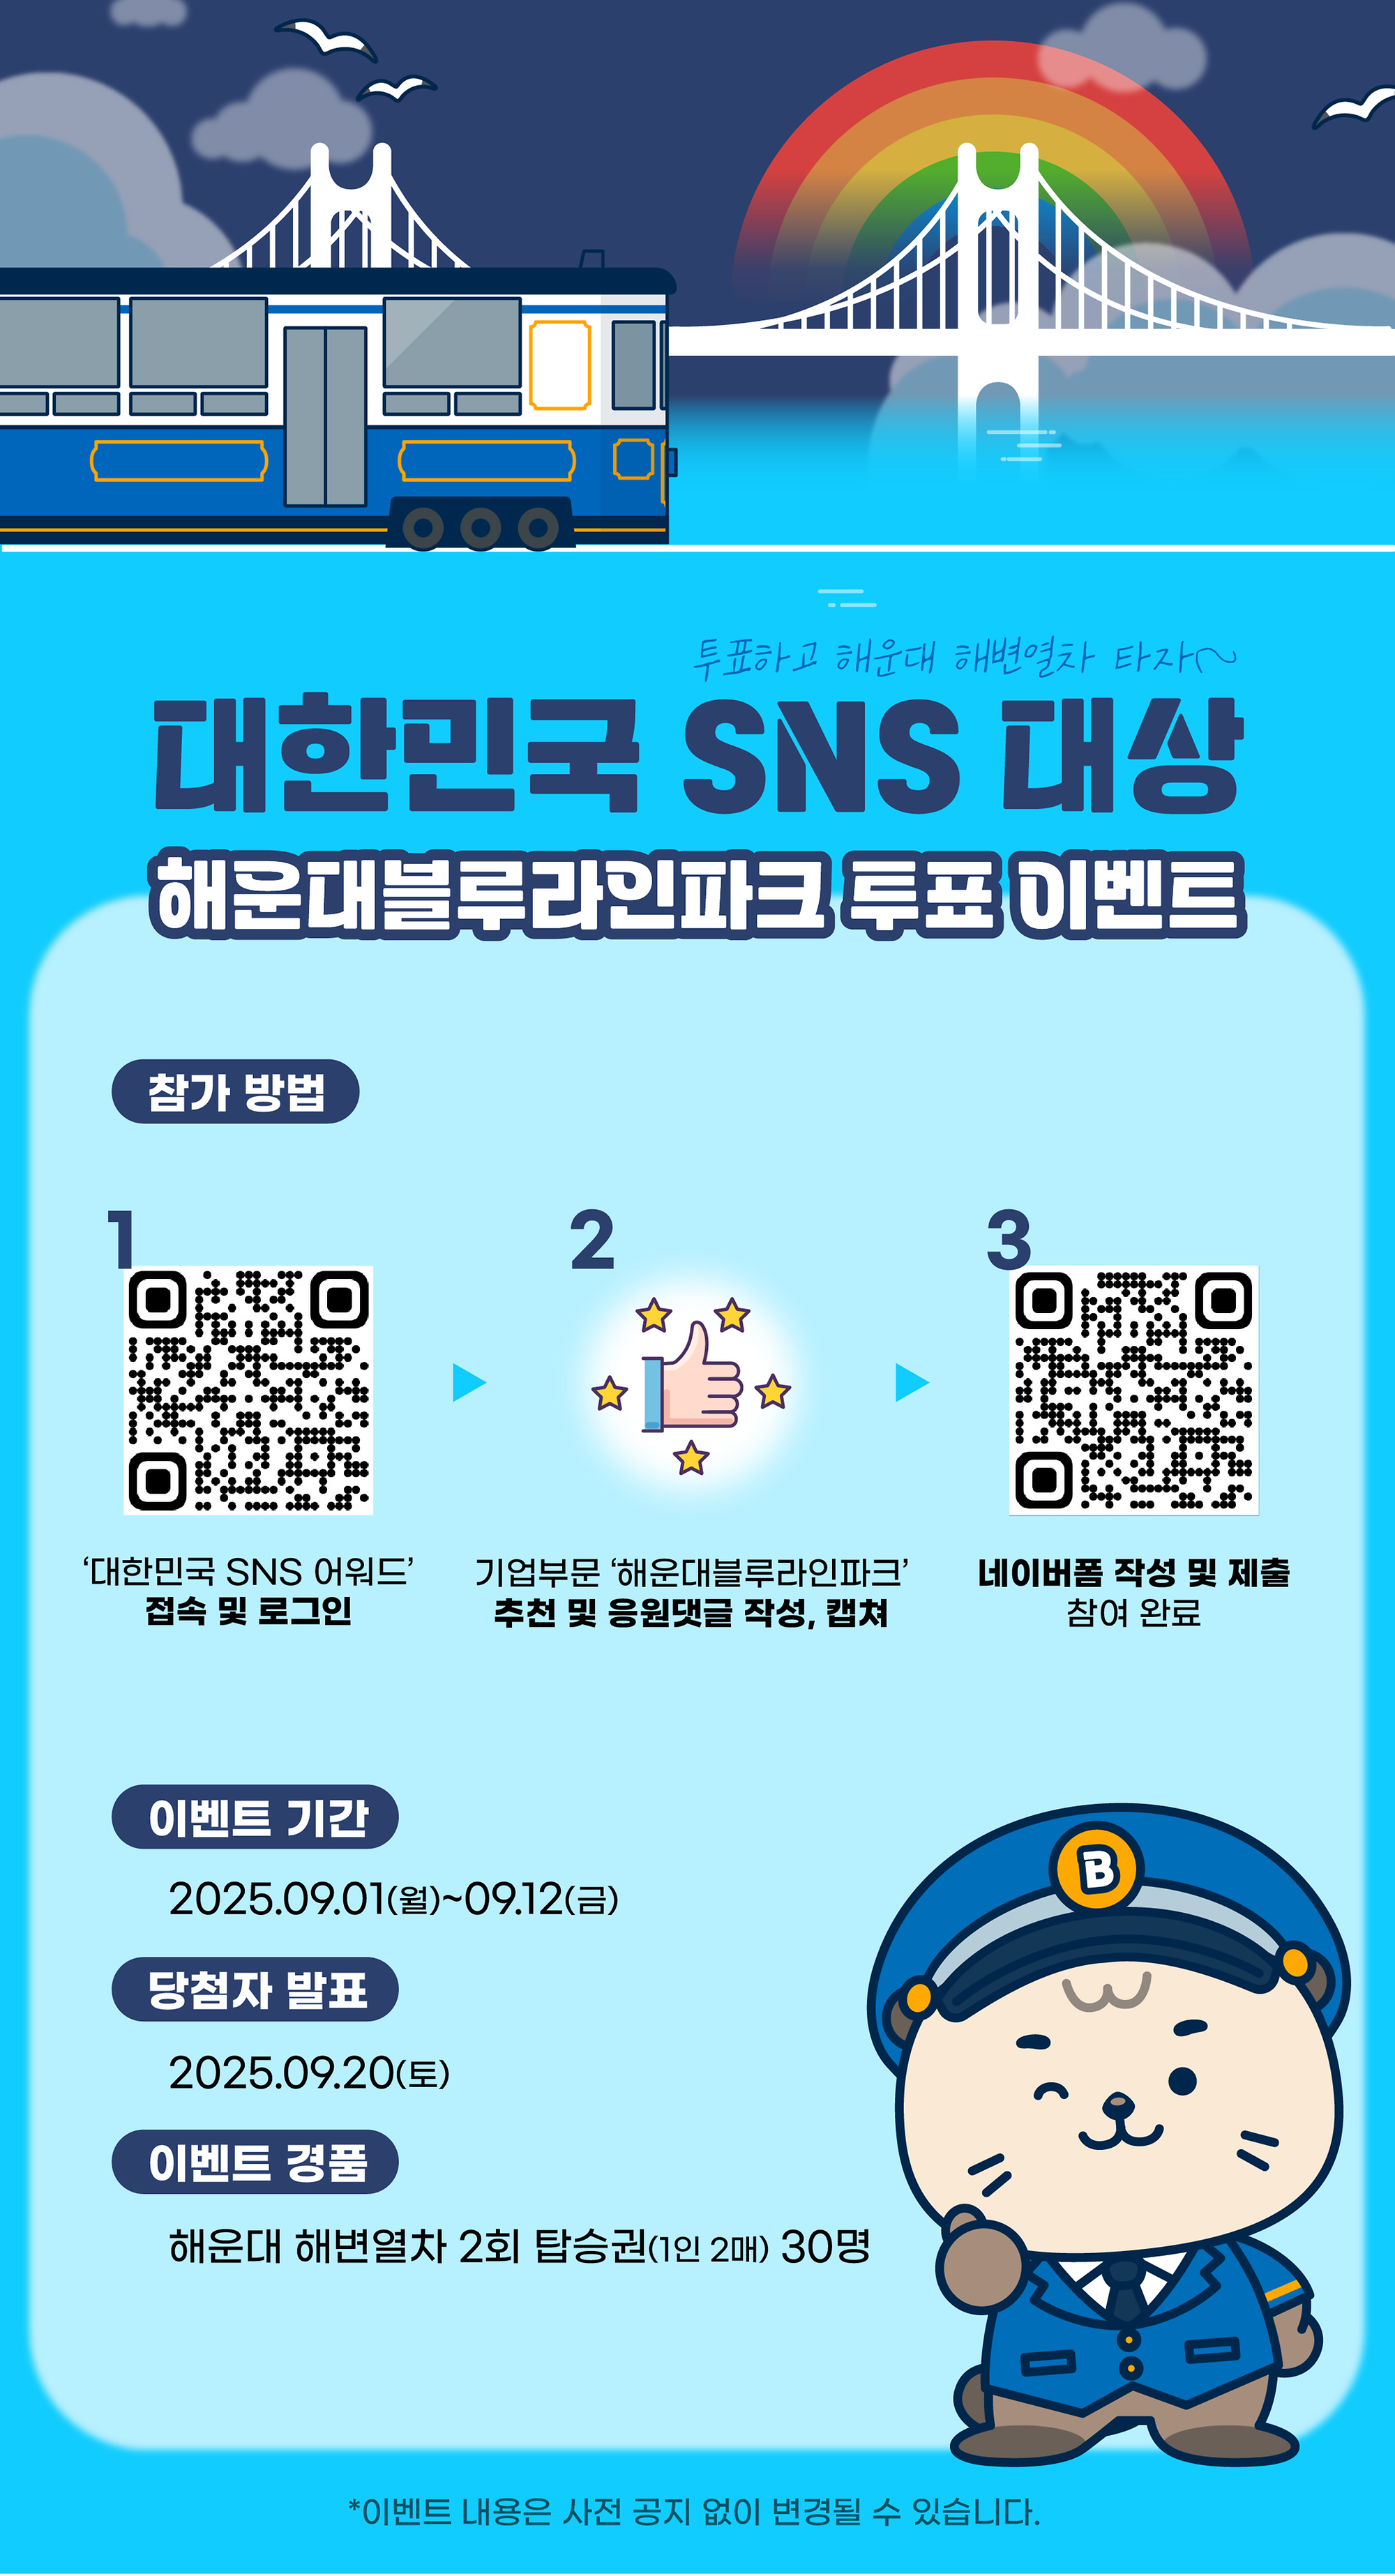 투표하고 해운대 해변열차 타자~
대한민국 SNS 대상
해운대블루라인파크 투표 이벤트
참가 방법
1
2
3
‘대한민국 SNS 어워드’
접속 및 로그인
기업부문 ‘해운대블루라인파크’
추천 및 응원댓글 작성, 캡쳐
네이버폼 작성 및 제출
참여 완료
이벤트 기간
2025.09.01(월)~09.12(금)
당첨자 발표
2025.09.20(토)
이벤트 경품
해운대 해변열차 2회 탑승권(1인 2매) 30명
B
*이벤트 내용은 사전 공지 없이 변경될 수 있습니다.